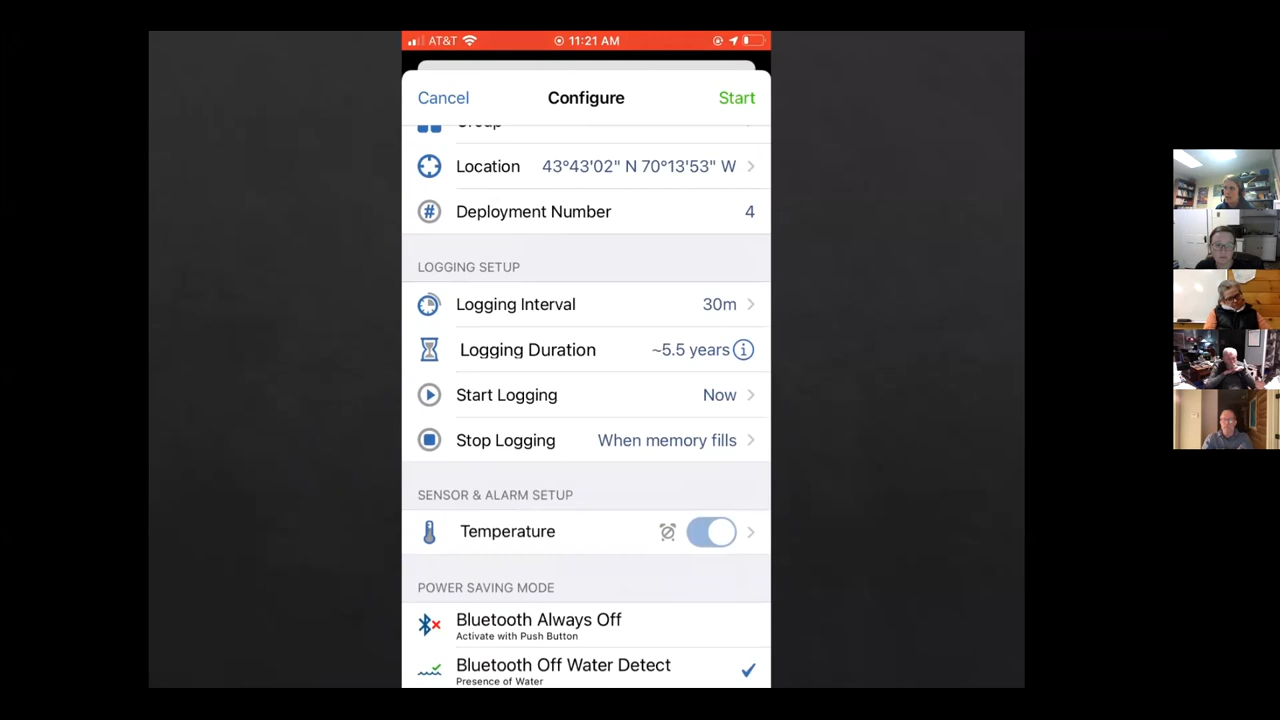 AT&T 11:21 AM
Cancel Configure Start
Group
Location 43°43'02" N 70°13'53" W
# Deployment Number 4
LOGGING SETUP
Logging Interval 30m
Logging Duration ~5.5 years i
Start Logging Now
Stop Logging When memory fills
SENSOR & ALARM SETUP
Temperature
POWER SAVING MODE
Bluetooth Always Off
Activate with Push Button
Bluetooth Off Water Detect
Presence of Water